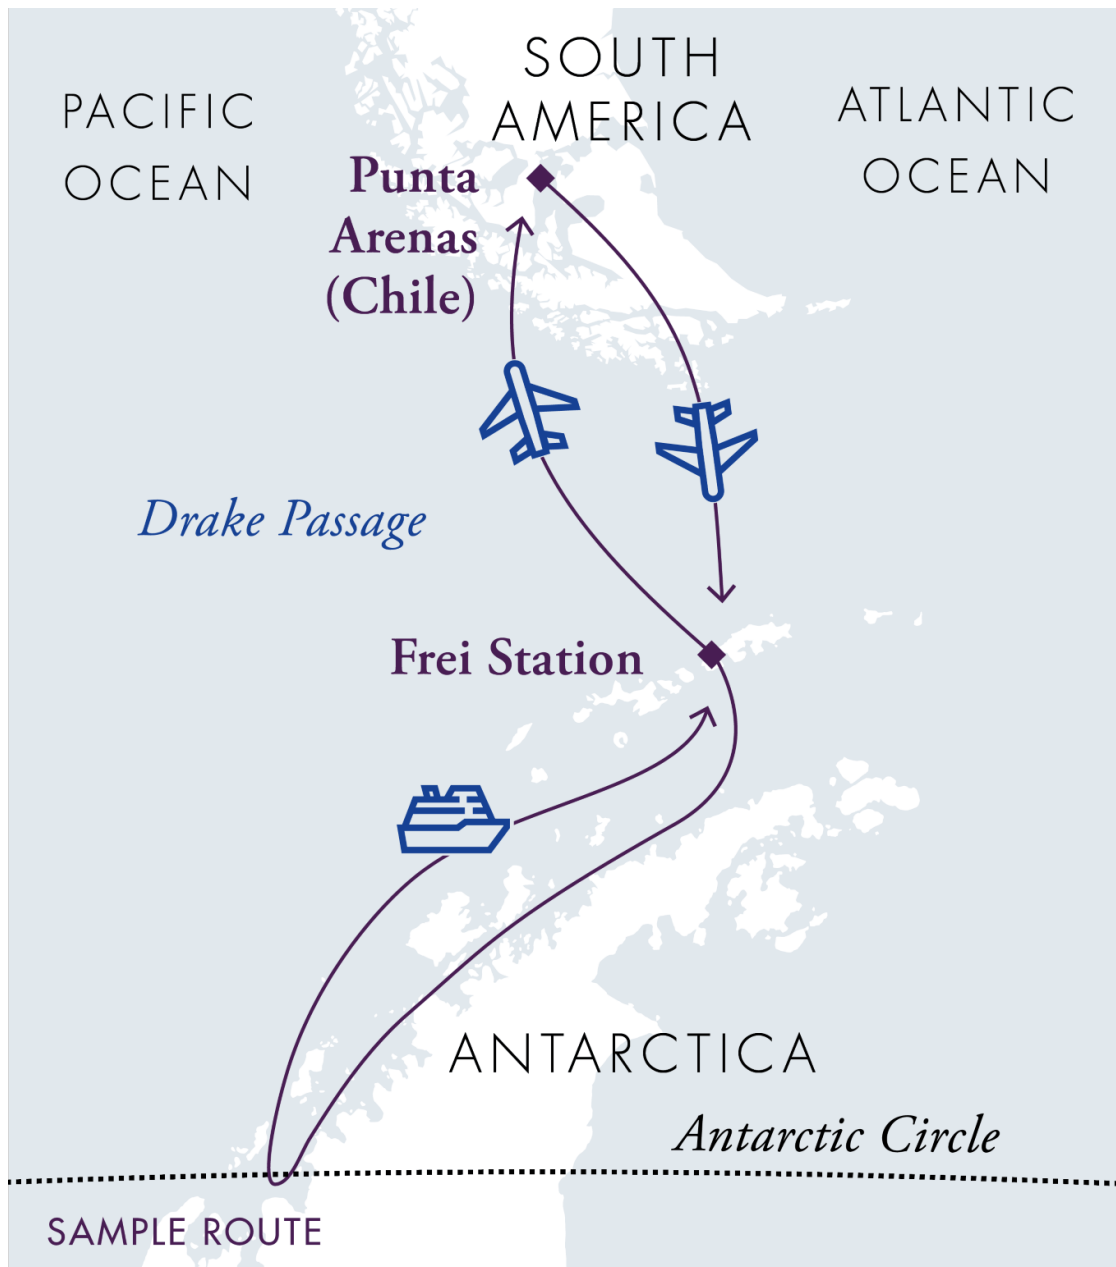 SOUTH
AMERICA
PACIFIC
OCEAN
ATLANTIC
OCEAN
Punta
Arenas
(Chile)
Drake Passage
Frei Station
ANTARCTICA
Antarctic Circle
SAMPLE ROUTE